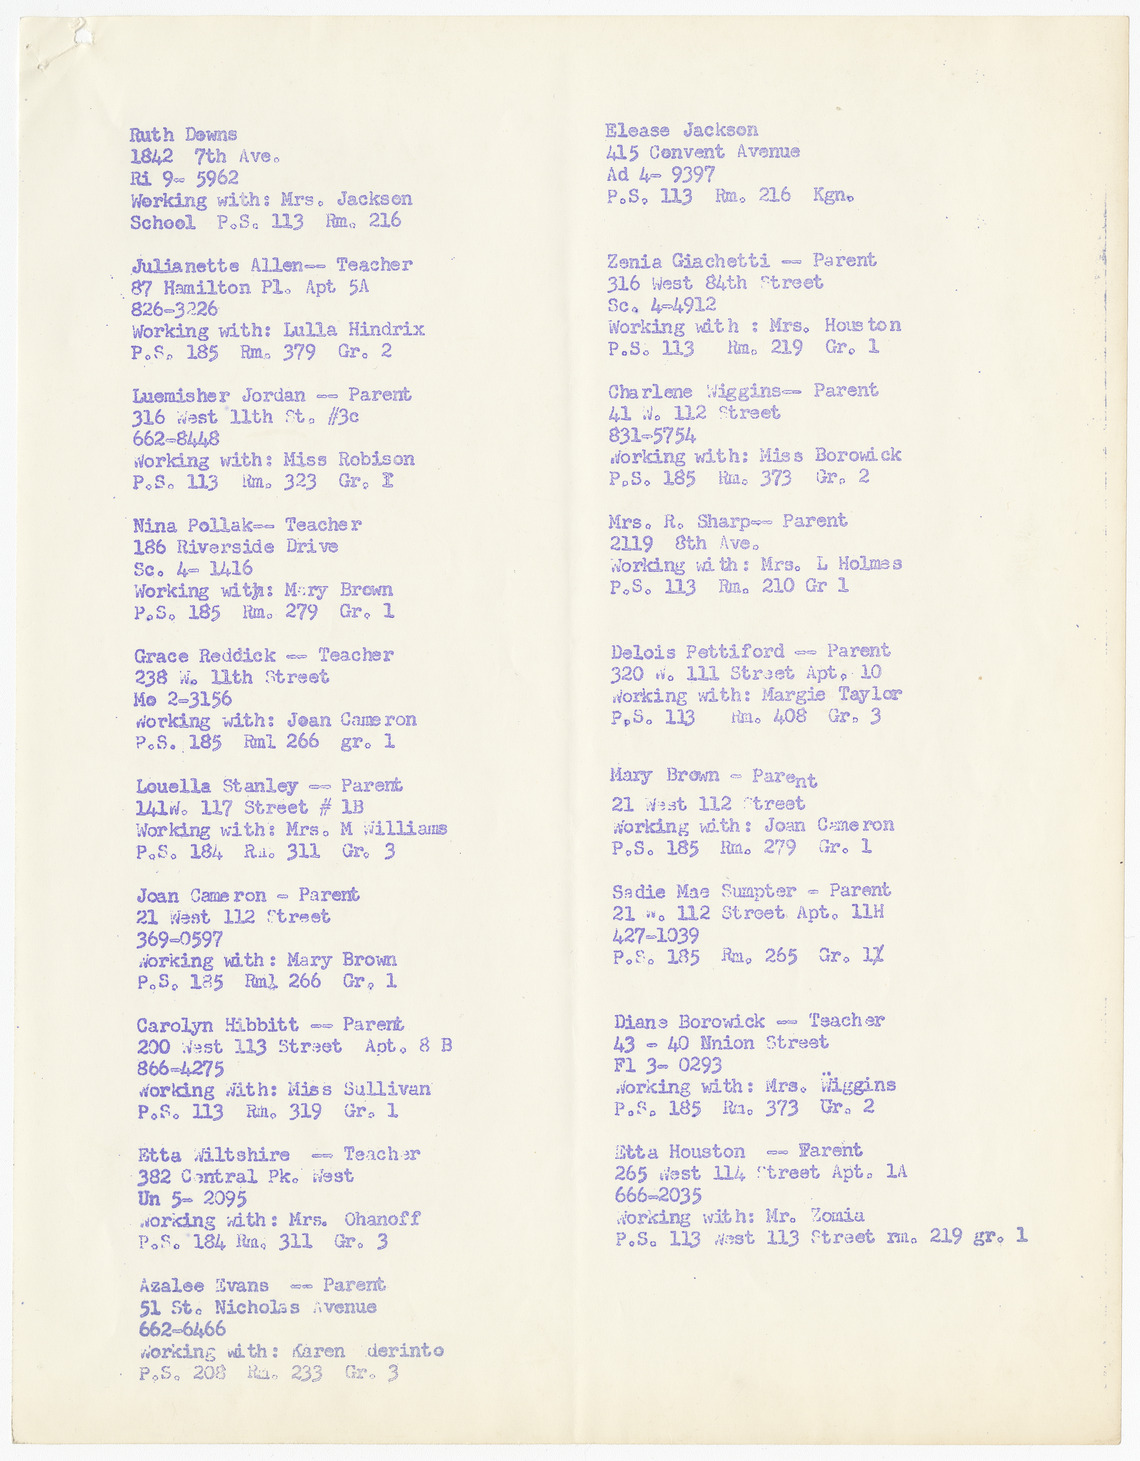 Ruth Downs
1842 7th Ave.
Ri 9- 5962
Working with: Mrs. Jackson
School P.S. 113 Rm. 216

Julianette Allen-- Teacher
87 Hamilton Pl. Apt 5A
826-3226
Working with: Lulla Hindrix
P.S. 185 Rm. 379 Gr. 2

Luemisher Jordan -- Parent
316 West 11th St. #3c
662-8448
Working with: Miss Robison
P.S. 113 Rm. 323 Gr. I

Nina Pollak-- Teacher
186 Riverside Drive
Sc. 4- 1416
Working with: Mary Brown
P.S. 185 Rm. 279 Gr. 1

Grace Reddick -- Teacher
238 W. 11th Street
Mo 2-3156
Working with: Joan Cameron
P.S. 185 Rml 266 gr. 1

Louella Stanley -- Parent
141W. 117 Street # 1B
Working with: Mrs. M Williams
P.S. 184 Rm. 311 Gr. 3

Joan Cameron - Parent
21 West 112 Street
369-0597
Working with: Mary Brown
P.S. 185 Rml 266 Gr. 1

Carolyn Hibbitt -- Parent
200 West 113 Street Apt. 8 B
866-4275
Working With: Miss Sullivan
P.S. 113 Rm. 319 Gr. 1

Etta Wiltshire -- Teacher
382 Central Pk. West
Un 5- 2095
Working with: Mrs. Ohanoff
P.S. 184 Rm. 311 Gr. 3

Azalee Evans -- Parent
51 St. Nicholas Avenue
662-6466
Working with: Karen derinto
P.S. 208 Rm. 233 Gr. 3

Elease Jackson
415 Convent Avenue
Ad 4- 9397
P.S. 113 Rm. 216 Kgn.

Zenia Giachetti -- Parent
316 West 84th Street
Sc. 4-4912
Working with : Mrs. Houston
P.S. 113 Rm. 219 Gr. 1

Charlene Wiggins-- Parent
41 W. 112 Street
831-5754
Working with: Miss Borowick
P.S. 185 Rm. 373 Gr. 2

Mrs. R. Sharp-- Parent
2119 8th Ave.
Working with: Mrs. L Holmes
P.S. 113 Rm. 210 Gr 1

Delois Pettiford -- Parent
320 W. 111 Street Apt. 10
Working with: Margie Taylor
P.S. 113 Rm. 408 Gr. 3

Mary Brown - Parent
21 West 112 Street
Working with: Joan Cameron
P.S. 185 Rm. 279 Gr. 1

Sadie Mae Sumpter - Parent
21 W. 112 Street Apt. 11H
427-1039
P.S. 185 Rm. 265 Gr. 1

Diane Borowick -- Teacher
43 - 40 Nnion Street
Fl 3- 0293
Working with: Mrs. Wiggins
P.S. 185 Rm. 373 Gr. 2

Etta Houston -- Parent
265 West 114 Street Apt. 1A
666-2035
Working with: Mr. Zomia
P.S. 113 West 113 Street rm. 219 gr. 1